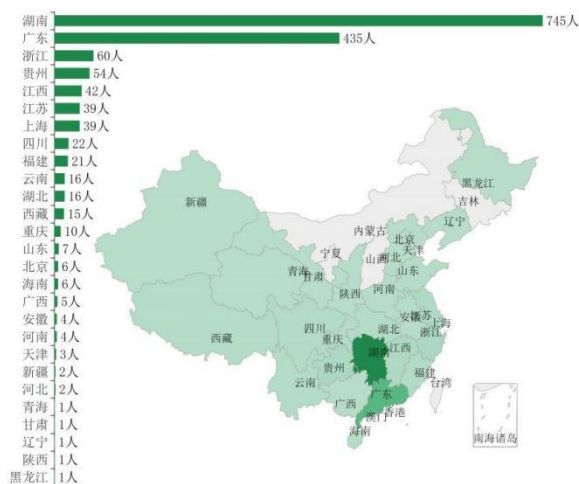 湖南 745人
广东 435人
浙江 60人
贵州 54人
江西 42人
江苏 39人
上海 39人
四川 22人
福建 21人
云南 16人
湖北 16人
西藏 15人
重庆 10人
山东 7人
北京 6人
海南 6人
广西 5人
安徽 4人
河南 4人
天津 3人
新疆 2人
河北 2人
青海 1人
甘肃 1人
辽宁 1人
陕西 1人
黑龙江 1人
黑龙江
吉林
新疆
辽宁
内蒙古
北京
天津
宁夏
山西
河北
青海
甘肃
山东
陕西
河南
安徽
江苏
上海
四川
湖北
浙江
西藏
重庆
湖南
江西
贵州
福建
云南
台湾
广东
广西
香港
澳门
海南
南海诸岛